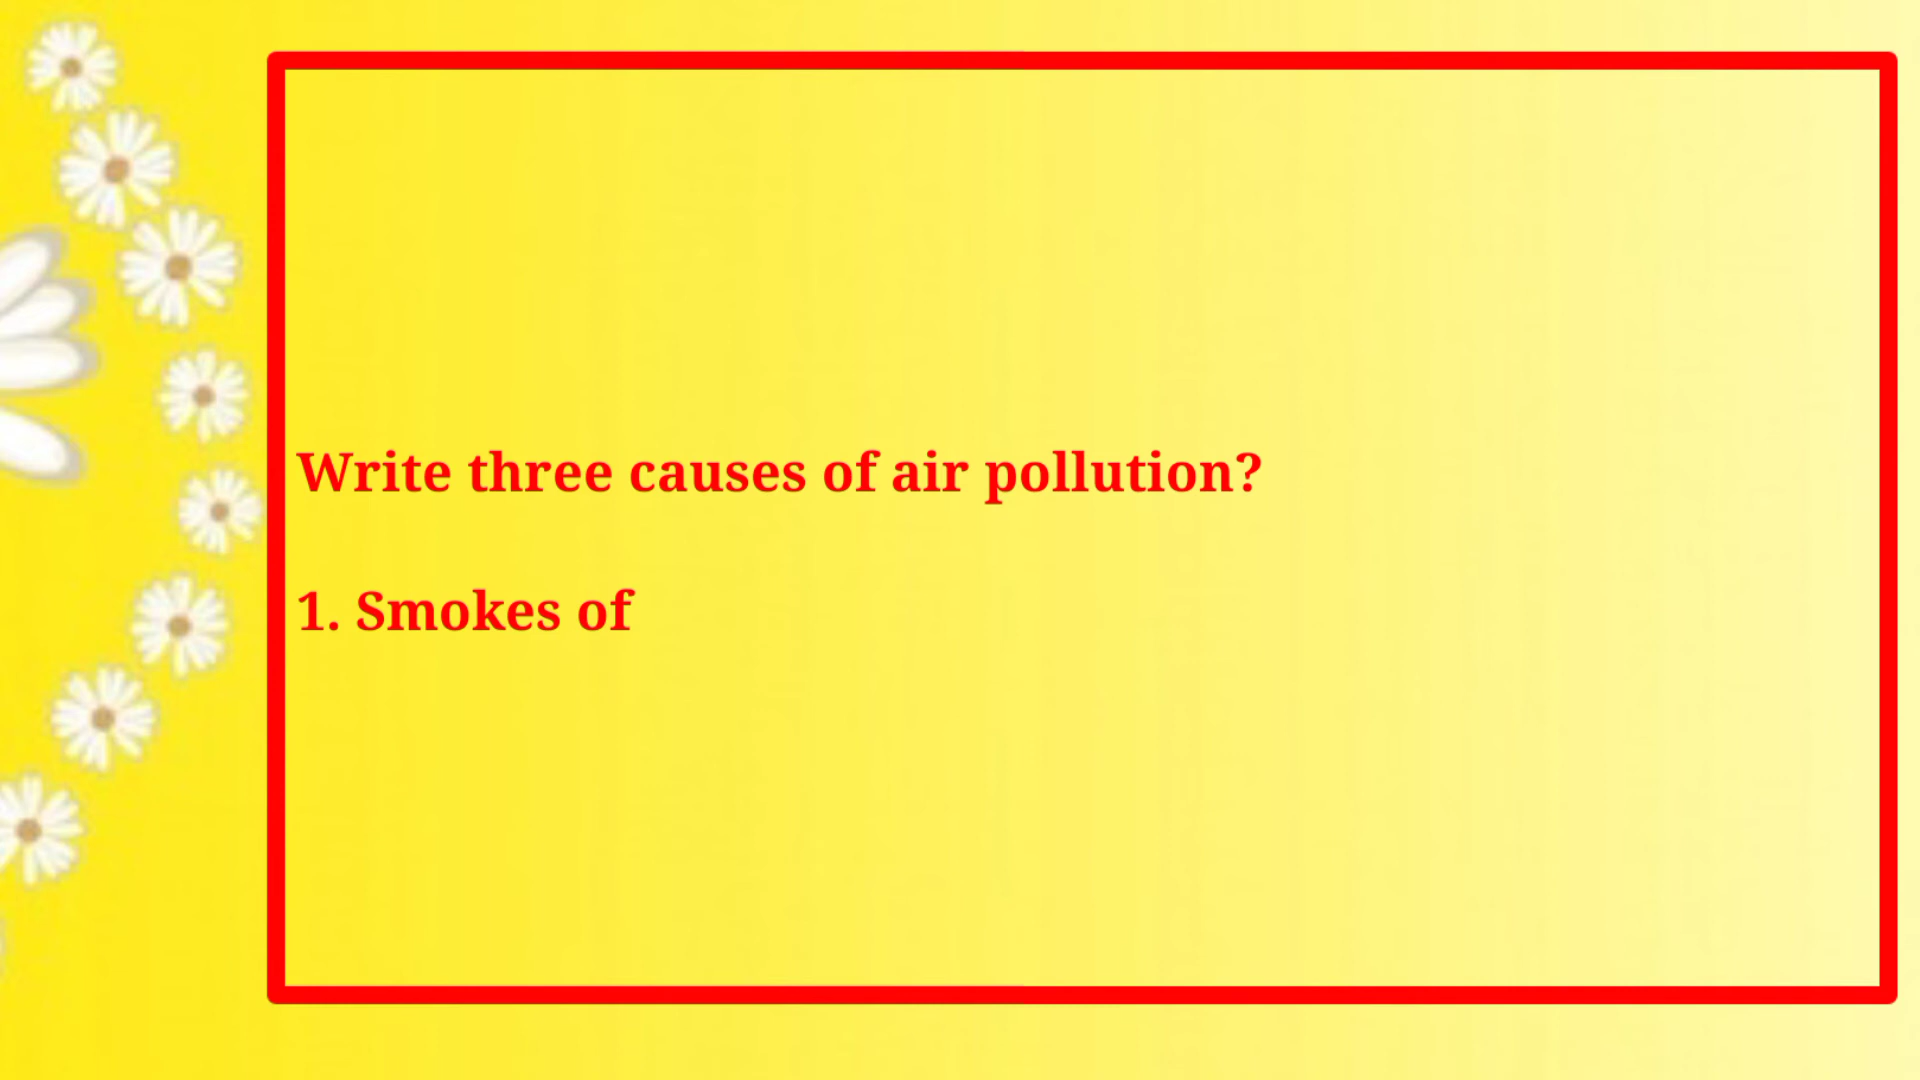 Write three causes of air pollution?
1. Smokes of